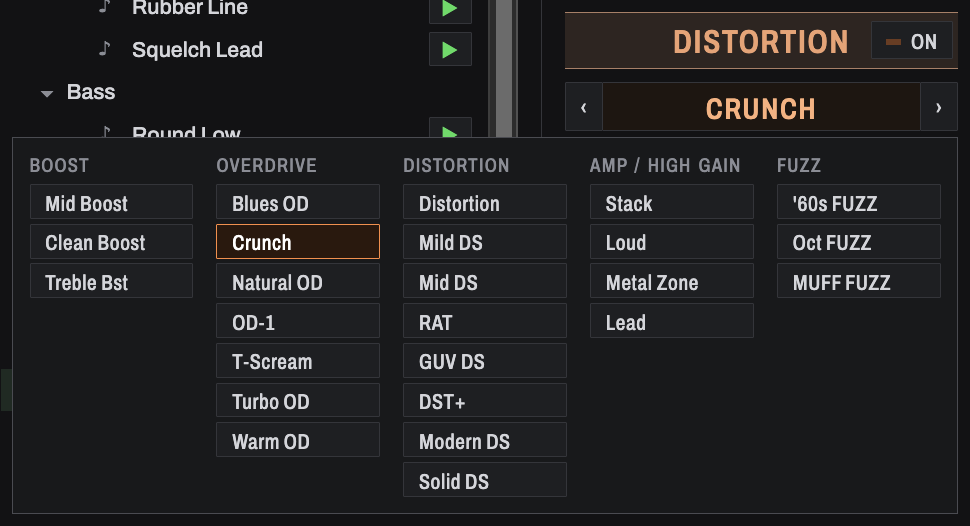 Rubber Line
Squelch Lead
Bass
Round Low
DISTORTION
ON
‹ CRUNCH ›
BOOST
Mid Boost
Clean Boost
Treble Bst
OVERDRIVE
Blues OD
Crunch
Natural OD
OD-1
T-Scream
Turbo OD
Warm OD
DISTORTION
Distortion
Mild DS
Mid DS
RAT
GUV DS
DST+
Modern DS
Solid DS
AMP / HIGH GAIN
Stack
Loud
Metal Zone
Lead
FUZZ
'60s FUZZ
Oct FUZZ
MUFF FUZZ